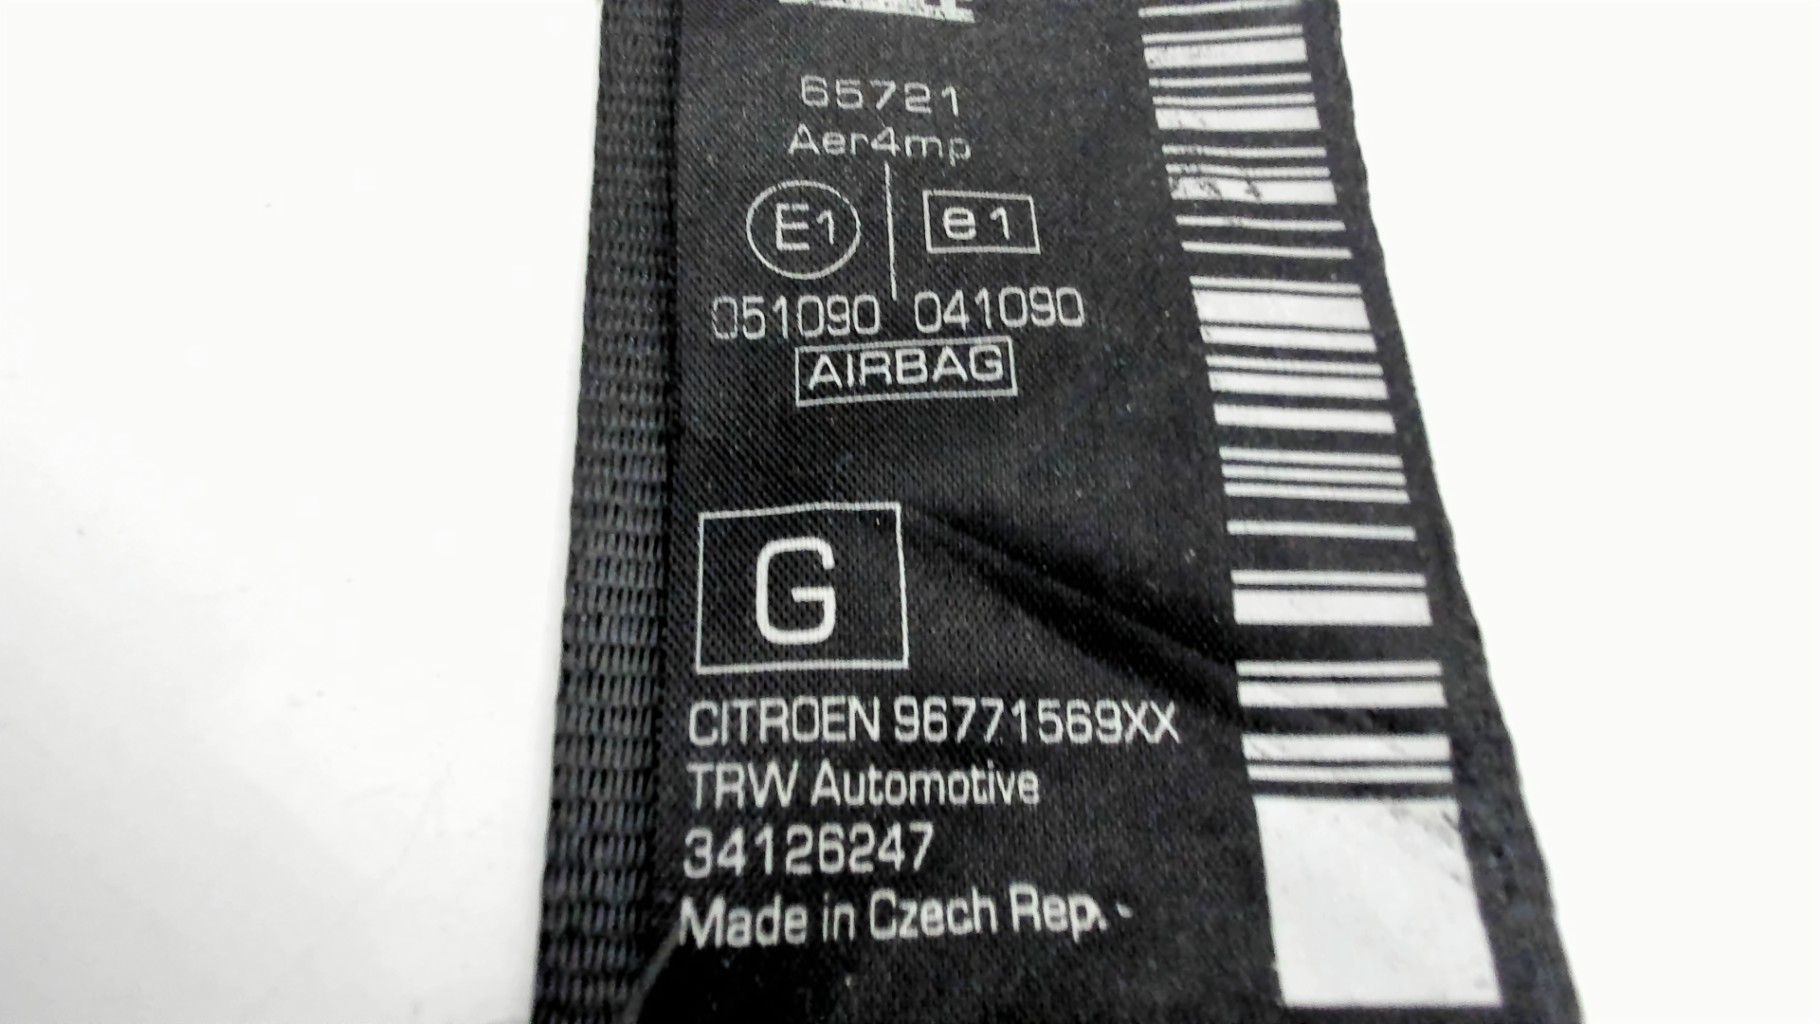 65721
Aer4mp
E1 e1
051090 041090
AIRBAG
G
CITROEN 96771569XX
TRW Automotive
34126247
Made in Czech Rep.